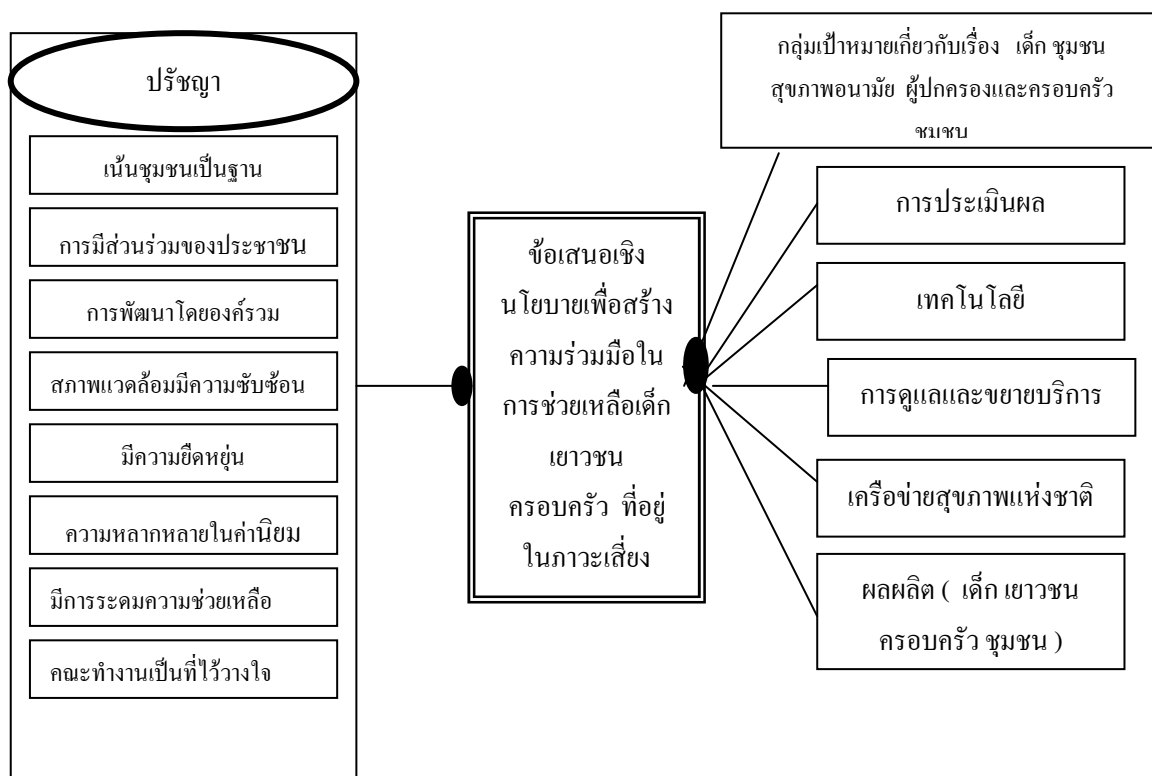 ปรัชญา
เน้นชุมชนเป็นฐาน
การมีส่วนร่วมของประชาชน
การพัฒนาโดยองค์รวม
สภาพแวดล้อมมีความซับซ้อน
มีความยืดหยุ่น
ความหลากหลายในค่านิยม
มีการระดมความช่วยเหลือ
คณะทำงานเป็นที่ไว้วางใจ
ข้อเสนอเชิง
นโยบายเพื่อสร้าง
ความร่วมมือใน
การช่วยเหลือเด็ก
เยาวชน
ครอบครัว ที่อยู่
ในภาวะเสี่ยง
กลุ่มเป้าหมายเกี่ยวกับเรื่อง เด็ก ชุมชน
สุขภาพอนามัย ผู้ปกครองและครอบครัว
ชุมชน
การประเมินผล
เทคโนโลยี
การดูแลและขยายบริการ
เครือข่ายสุขภาพแห่งชาติ
ผลผลิต ( เด็ก เยาวชน
ครอบครัว ชุมชน )